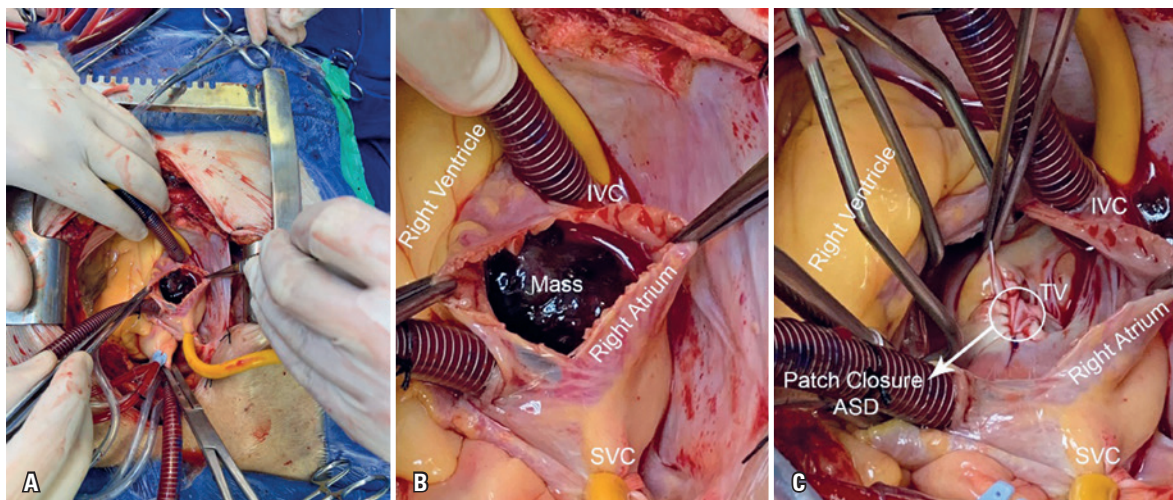 A
Right Ventricle
IVC
Mass
Right Atrium
SVC
B
Right Ventricle
IVC
TV
Right Atrium
Patch Closure
ASD
SVC
C